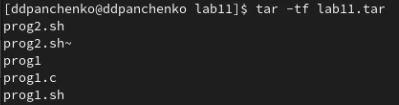 [ddpanchenko@ddpanchenko lab11]$ tar -tf lab11.tar
prog2.sh
prog2.sh~
prog1
prog1.c
prog1.sh